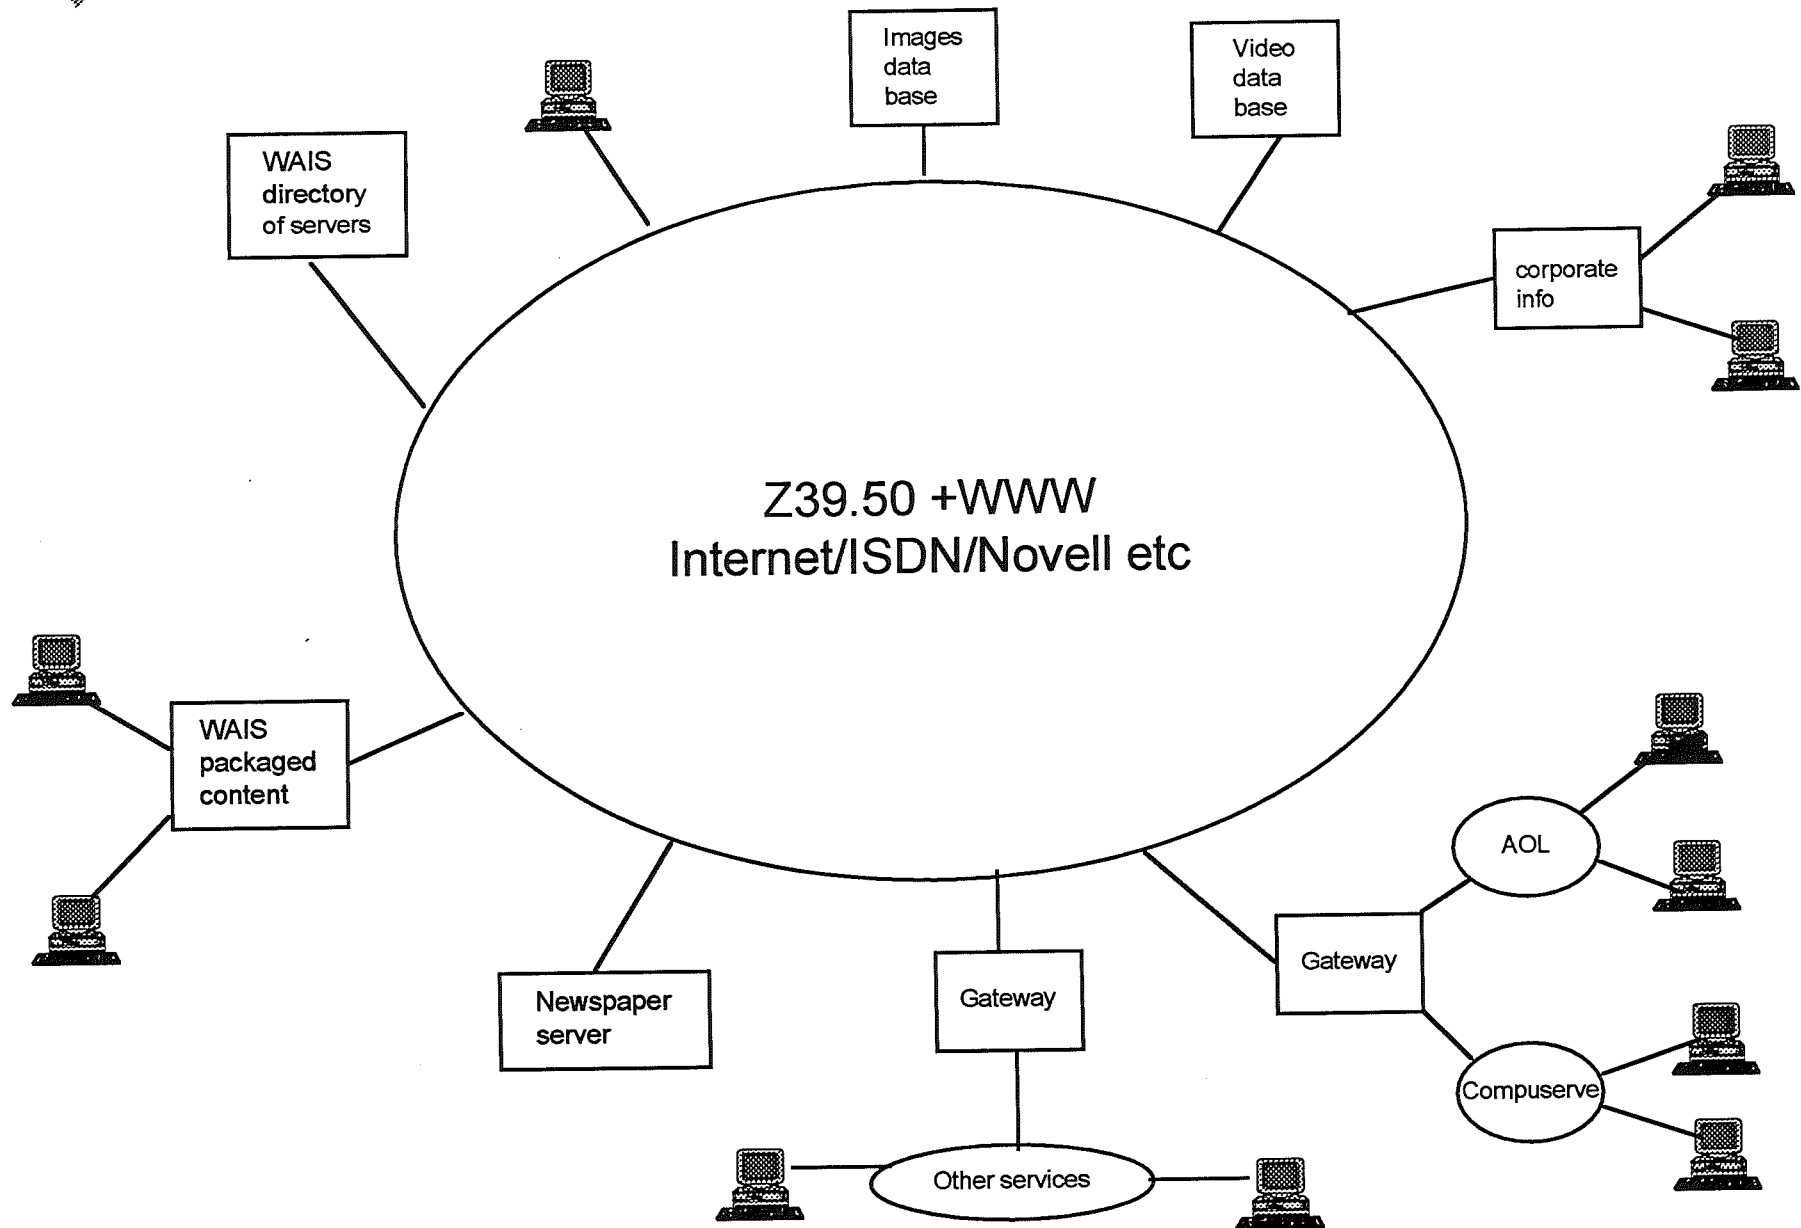 Images
data
base
Video
data
base
WAIS
directory
of servers
corporate
info
Z39.50 +WWW
Internet/ISDN/Novell etc
WAIS
packaged
content
AOL
Gateway
Newspaper
server
Gateway
Compuserve
Other services